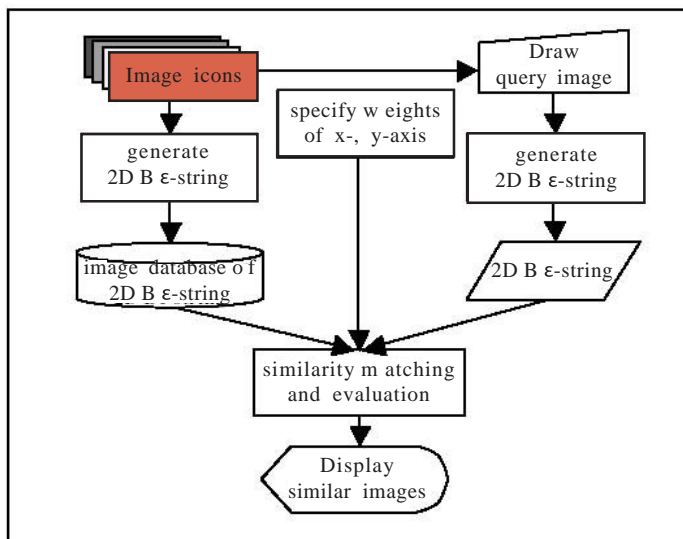 Image icons
Draw
query image
specify w eights
of x-, y-axis
generate
2D B ε-string
generate
2D B ε-string
image database o f
2D B ε-string
2D B ε-string
similarity m atching
and evaluation
Display
similar images